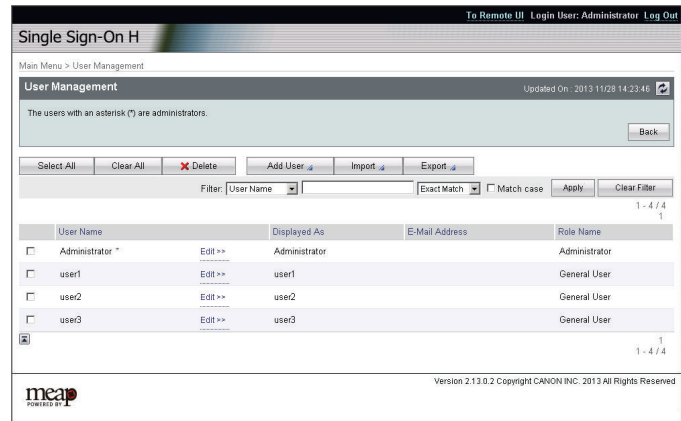 To Remote UI Login User: Administrator Log Out
Single Sign-On H
Main Menu > User Management
User Management Updated On : 2013 11/28 14:23:46
The users with an asterisk (*) are administrators.
Back
Select All Clear All Delete Add User Import Export
Filter: User Name Exact Match Match case Apply Clear Filter
1 - 4 / 4
1
User Name Displayed As E-Mail Address Role Name
Administrator * Edit >> Administrator Administrator
user1 Edit >> user1 General User
user2 Edit >> user2 General User
user3 Edit >> user3 General User
1
1 - 4 / 4
Version 2.13.0.2 Copyright CANON INC. 2013 All Rights Reserved
meap
POWERED BY